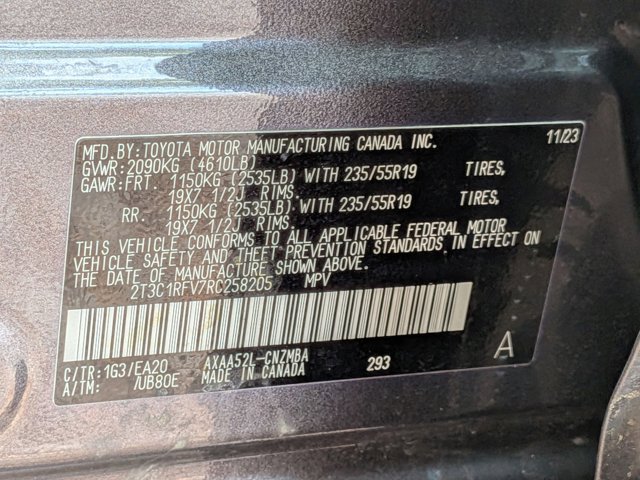 MFD. BY: TOYOTA MOTOR MANUFACTURING CANADA INC. 11/23
GVWR: 2090KG (4610LB)
GAWR: FRT. 1150KG (2535LB) WITH 235/55R19 TIRES,
19X7 1/2J RIMS.
RR. 1150KG (2535LB) WITH 235/55R19 TIRES,
19X7 1/2J RIMS.
THIS VEHICLE CONFORMS TO ALL APPLICABLE FEDERAL MOTOR
VEHICLE SAFETY AND THEFT PREVENTION STANDARDS IN EFFECT ON
THE DATE OF MANUFACTURE SHOWN ABOVE.
2T3C1RFV7RC258205 MPV
C/TR: 1G3/EA20 AXAA52L-CNZMBA 293 A
A/TM: /UB80E MADE IN CANADA